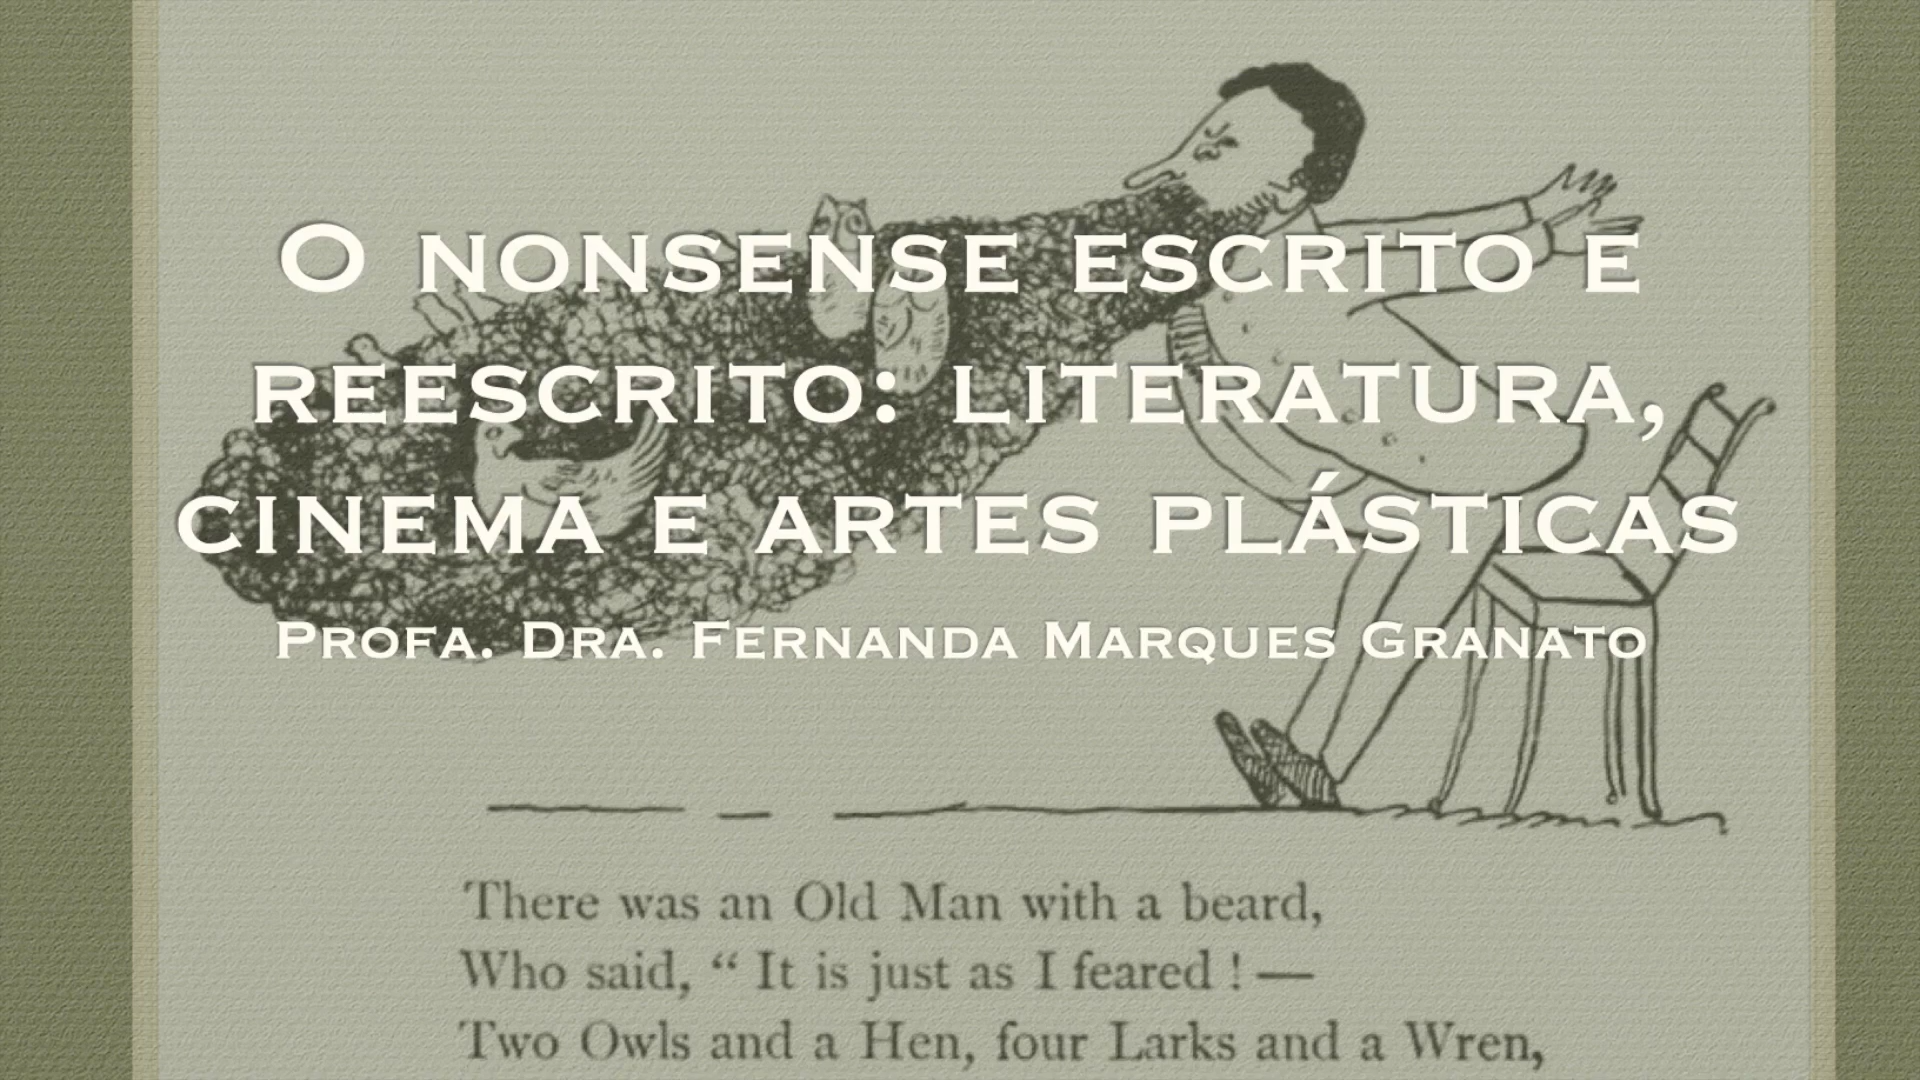 O NONSENSE ESCRITO E
REESCRITO: LITERATURA,
CINEMA E ARTES PLÁSTICAS
PROFA. DRA. FERNANDA MARQUES GRANATO
There was an Old Man with a beard,
Who said, “ It is just as I feared ! —
Two Owls and a Hen, four Larks and a Wren,